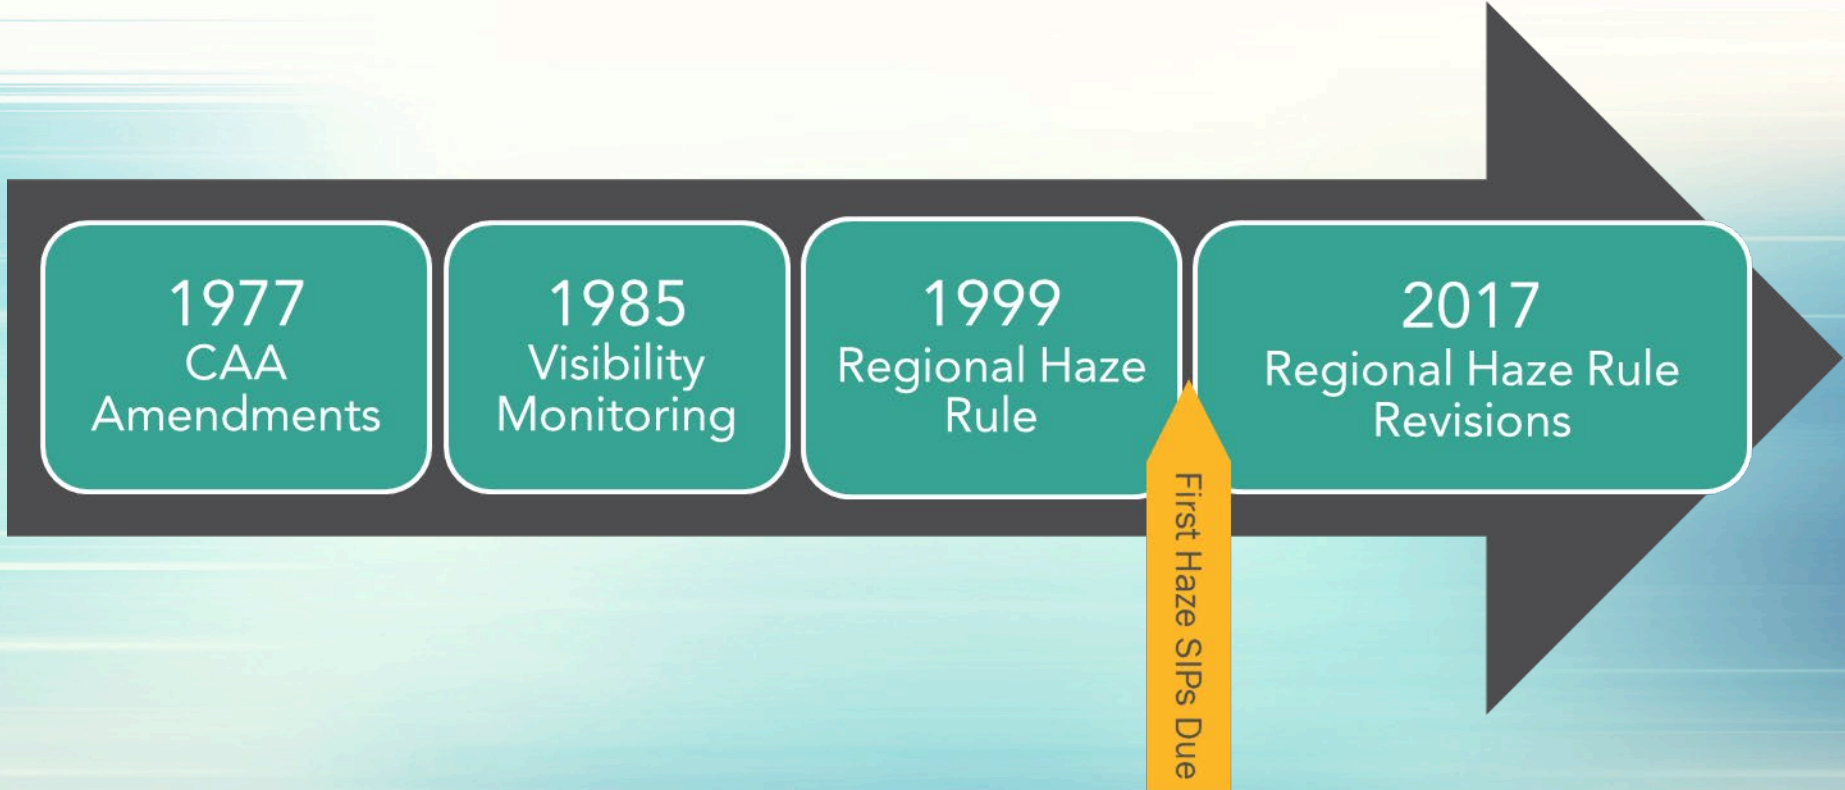 1977
CAA
Amendments
1985
Visibility
Monitoring
1999
Regional Haze
Rule
2017
Regional Haze Rule
Revisions
First Haze SIPs Due